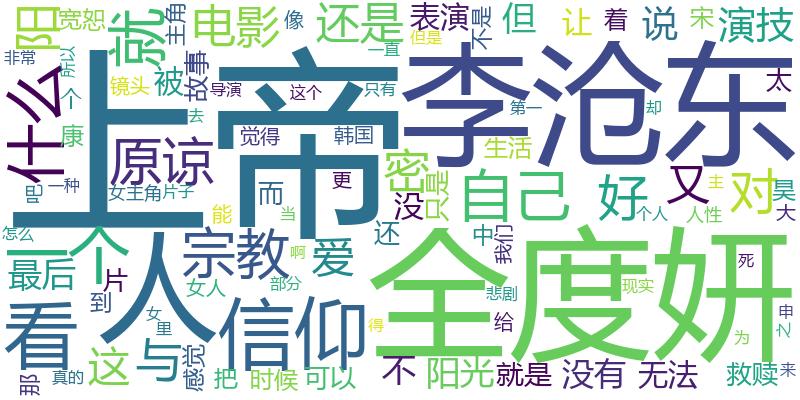 阳
宽恕
就
电影
主角
像
还是
表演
不是
但
但是
让
着
说
宋
演技
非常
所以
一个
什么
上帝
镜头
被
故事
导演
这个
一直
只有
李沧东
第一
却
太
康
原谅
觉得
韩国
密
生活
吧
一种
女主角
片子
去
而
更
没
只是
自己
好
又
对
昊
大
能
当
个人
人性
主
怎么
一个
人
宗教
啊
爱
还
中
我们
全度妍
死
最后
片
到
女人
部分
悲剧
现实
申
之
为
看
信仰
女
里
得
给
那
真的
这
与
感觉
把
时候
可以
不
阳光
就是
没有
无法
救赎
来